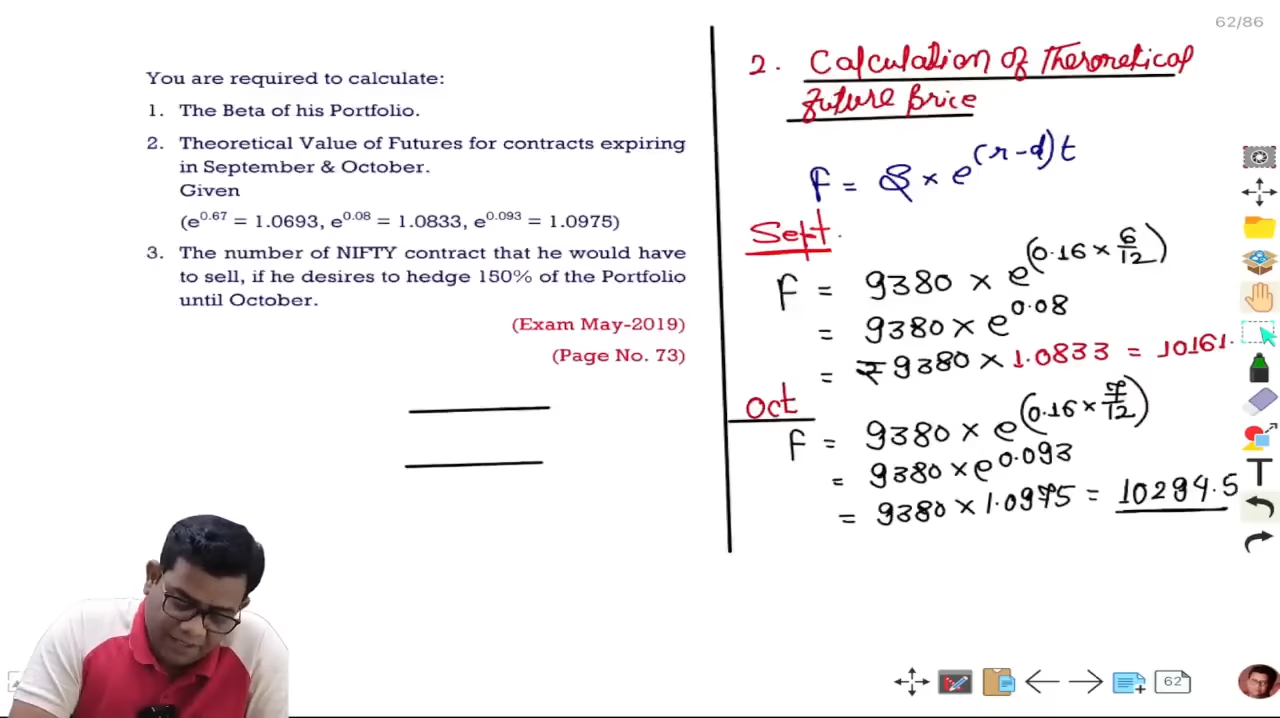 62/86
You are required to calculate:
1. The Beta of his Portfolio.
2. Theoretical Value of Futures for contracts expiring
in September & October.
Given
(e^0.67 = 1.0693, e^0.08 = 1.0833, e^0.093 = 1.0975)
3. The number of NIFTY contract that he would have
to sell, if he desires to hedge 150% of the Portfolio
until October.
(Exam May-2019)
(Page No. 73)
2. Calculation of Theoretical
future price
F = S × e^(r-d)t
Sept
F = 9380 × e^(0.16 × 6/12)
= 9380 × e^0.08
= ₹ 9380 × 1.0833 = 10161.
Oct
F = 9380 × e^(0.16 × 7/12)
= 9380 × e^0.093
= 9380 × 1.0975 = 10294.5
T
62